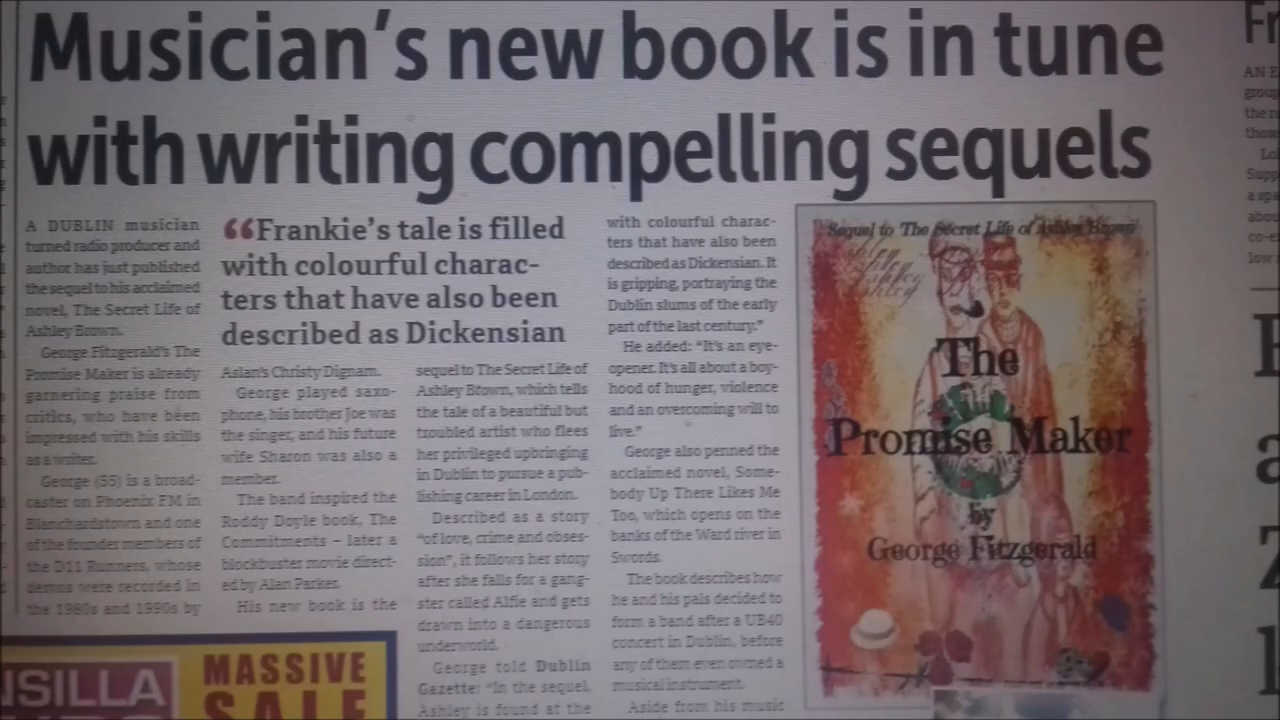 Musician's new book is in tune
with writing compelling sequels
A DUBLIN musician
turned radio producer and
author has just published
the sequel to his acclaimed
novel, The Secret Life of
Ashley Brown.
George Fitzgerald's The
Promise Maker is already
garnering praise from
critics, who have been
impressed with his skills
as a writer.
George (55) is a broad-
caster on Phoenix FM in
Blanchardstown and one
of the founder members of
the D11 Runners, whose
demos were recorded in
the 1980s and 1990s by
“Frankie's tale is filled
with colourful charac-
ters that have also been
described as Dickensian
Aslan's Christy Dignam.
George played saxo-
phone, his brother Joe was
the singer, and his future
wife Sharon was also a
member.
The band inspired the
Roddy Doyle book, The
Commitments – later a
blockbuster movie direct-
ed by Alan Parker.
His new book is the
sequel to The Secret Life of
Ashley Brown, which tells
the tale of a beautiful but
troubled artist who flees
her privileged upbringing
in Dublin to pursue a pub-
lishing career in London.
Described as a story
“of love, crime and obses-
sion”, it follows her story
after she falls for a gang-
ster called Alfie and gets
drawn into a dangerous
underworld.
George told Dublin
Gazette: “In the sequel,
Ashley is found at the
with colourful charac-
ters that have also been
described as Dickensian. It
is gripping, portraying the
Dublin slums of the early
part of the last century.”
He added: “It's an eye-
opener. It's all about a boy-
hood of hunger, violence
and an overcoming will to
live.”
George also penned the
acclaimed novel, Some-
body Up There Likes Me
Too, which opens on the
banks of the Ward river in
Swords.
The book describes how
he and his pals decided to
form a band after a UB40
concert in Dublin, before
any of them even owned a
musical instrument.
Aside from his music
Sequel to The Secret Life of Ashley Brown
The
Promise Maker
by
George Fitzgerald
NSILLA
MASSIVE
SALE